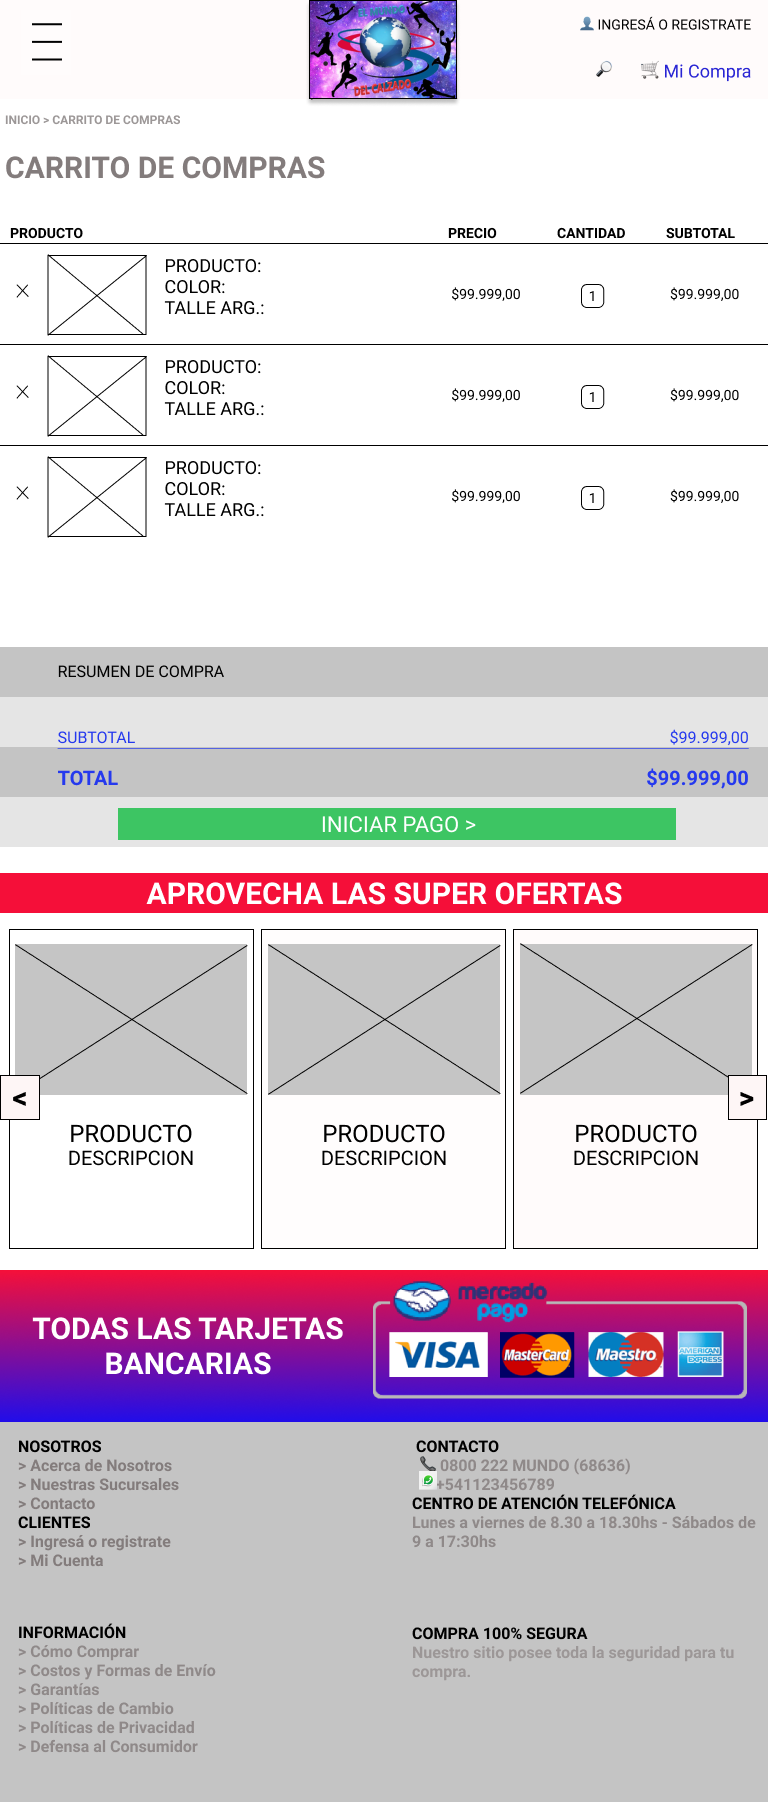 EL MUNDO
DEL CALZADO
INGRESÁ O REGISTRATE
Mi Compra
INICIO > CARRITO DE COMPRAS
CARRITO DE COMPRAS
PRODUCTO PRECIO CANTIDAD SUBTOTAL
X
PRODUCTO:
COLOR:
TALLE ARG.:
$99.999,00 1 $99.999,00
X
PRODUCTO:
COLOR:
TALLE ARG.:
$99.999,00 1 $99.999,00
X
PRODUCTO:
COLOR:
TALLE ARG.:
$99.999,00 1 $99.999,00
RESUMEN DE COMPRA
SUBTOTAL $99.999,00
TOTAL $99.999,00
INICIAR PAGO >
APROVECHA LAS SUPER OFERTAS
< >
PRODUCTO
DESCRIPCION
PRODUCTO
DESCRIPCION
PRODUCTO
DESCRIPCION
TODAS LAS TARJETAS
BANCARIAS
mercado
pago
VISA MasterCard Maestro AMERICAN
EXPRESS
NOSOTROS
> Acerca de Nosotros
> Nuestras Sucursales
> Contacto
CLIENTES
> Ingresá o registrate
> Mi Cuenta
CONTACTO
0800 222 MUNDO (68636)
+541123456789
CENTRO DE ATENCIÓN TELEFÓNICA
Lunes a viernes de 8.30 a 18.30hs - Sábados de
9 a 17:30hs
INFORMACIÓN
> Cómo Comprar
> Costos y Formas de Envío
> Garantías
> Políticas de Cambio
> Políticas de Privacidad
> Defensa al Consumidor
COMPRA 100% SEGURA
Nuestro sitio posee toda la seguridad para tu
compra.